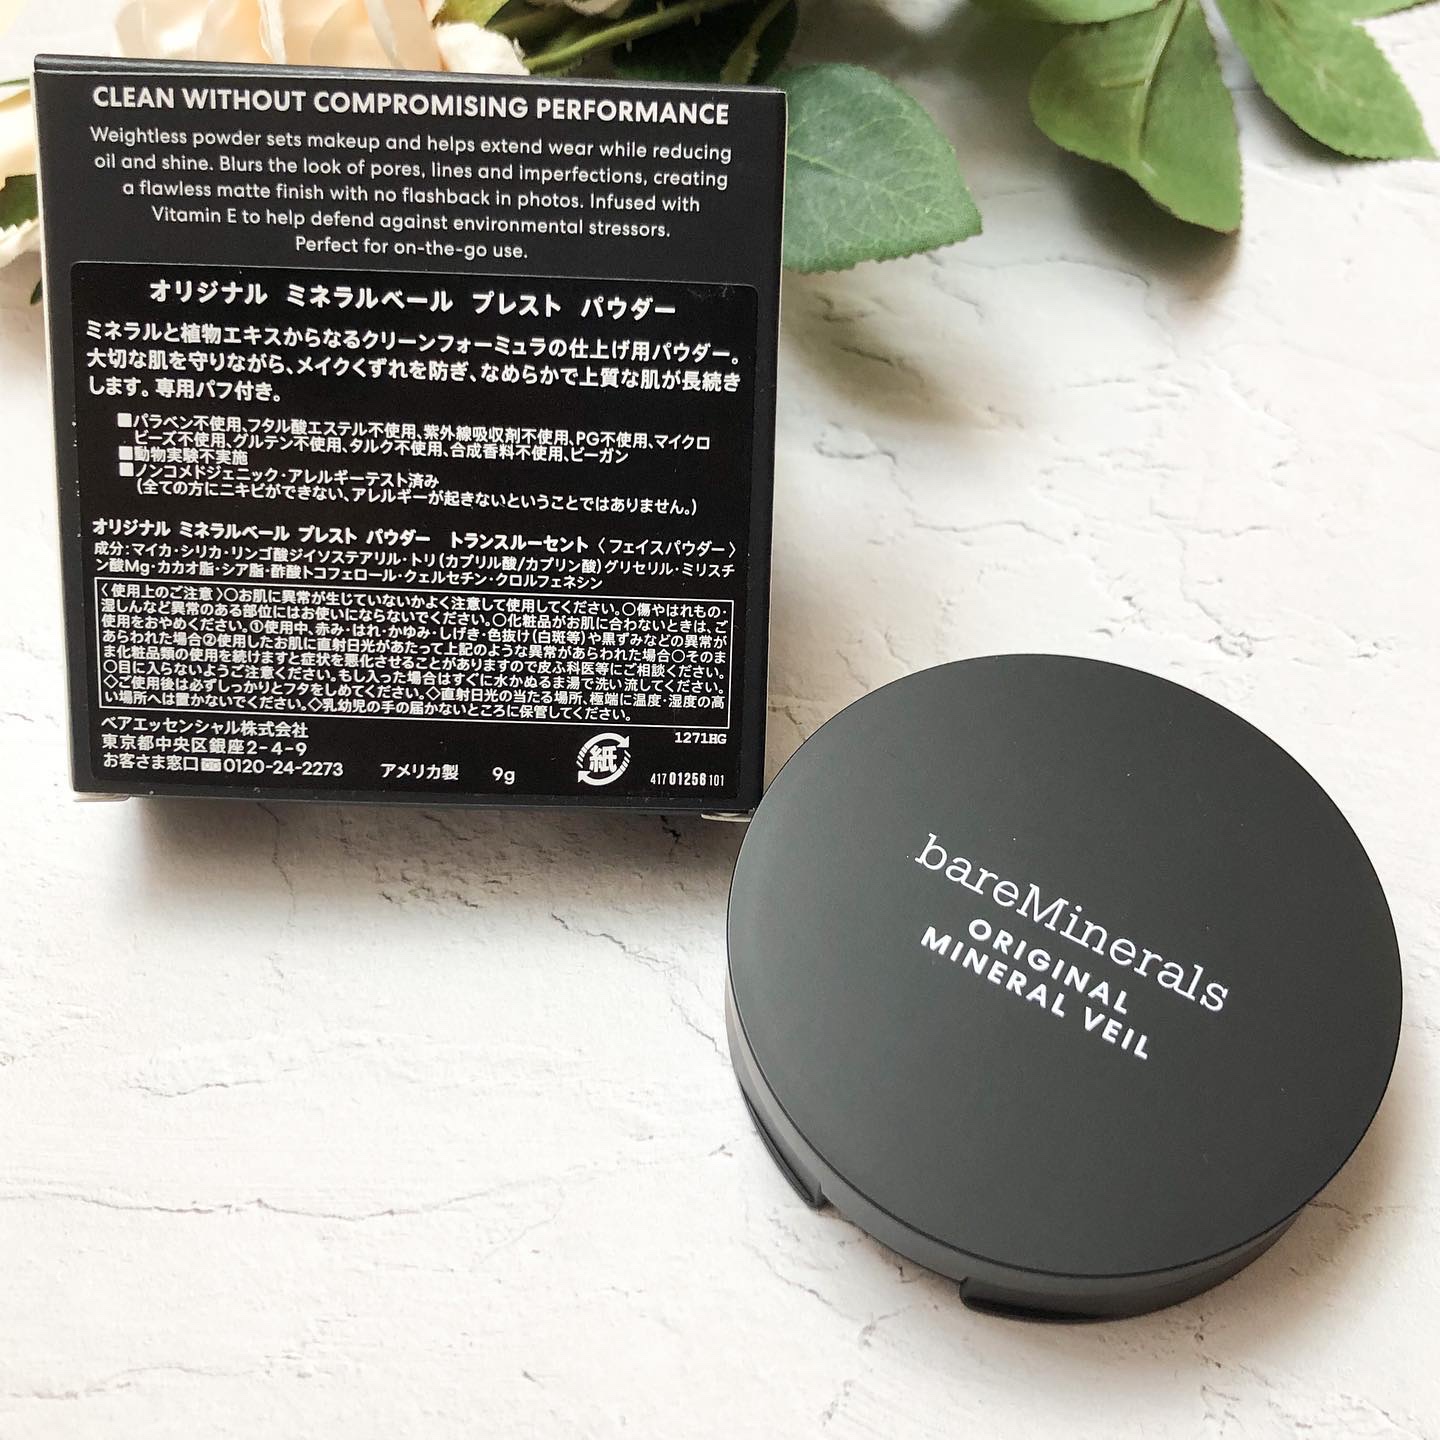 CLEAN WITHOUT COMPROMISING PERFORMANCE
Weightless powder sets makeup and helps extend wear while reducing
oil and shine. Blurs the look of pores, lines and imperfections, creating
a flawless matte finish with no flashback in photos. Infused with
Vitamin E to help defend against environmental stressors.
Perfect for on-the-go use.
オリジナル ミネラルベール プレスト パウダー
ミネラルと植物エキスからなるクリーンフォーミュラの仕上げ用パウダー。
大切な肌を守りながら、メイクくずれを防ぎ、なめらかで上質な肌が長続き
します。専用パフ付き。
■パラベン不使用、フタル酸エステル不使用、紫外線吸収剤不使用、PG不使用、マイクロ
ビーズ不使用、グルテン不使用、タルク不使用、合成香料不使用、ビーガン
■動物実験不実施
■ノンコメドジェニック・アレルギーテスト済み
（全ての方にニキビができない、アレルギーが起きないということではありません。）
オリジナル ミネラルベール プレスト パウダー トランスルーセント〈フェイスパウダー〉
成分：マイカ・シリカ・リンゴ酸ジイソステアリル・トリ（カプリル酸/カプリン酸）グリセリル・ミリスチ
ン酸Mg・カカオ脂・シア脂・酢酸トコフェロール・クェルセチン・クロルフェネシン
〈使用上のご注意〉○お肌に異常が生じていないかよく注意して使用してください。○傷やはれもの・
湿しんなど異常のある部位にはお使いにならないでください。○化粧品がお肌に合わないときは、ご
使用をおやめください。①使用中、赤み・はれ・かゆみ・しげき・色抜け（白斑等）や黒ずみなどの異常が
あらわれた場合②使用したお肌に直射日光があたって上記のような異常があらわれた場合○そのま
ま化粧品類の使用を続けますと症状を悪化させることがありますので皮ふ科医等にご相談ください。
○目に入らないようご注意ください。もし入った場合はすぐに水かぬるま湯で洗い流してください。
◇ご使用後は必ずしっかりとフタをしめてください。◇直射日光の当たる場所、極端に温度・湿度の高
い場所へは置かないでください。◇乳幼児の手の届かないところに保管してください。
ベアエッセンシャル株式会社
東京都中央区銀座2-4-9
お客さま窓口 0120-24-2273 アメリカ製 9g
紙
1271HG
417 01256 101
bareMinerals
ORIGINAL
MINERAL VEIL